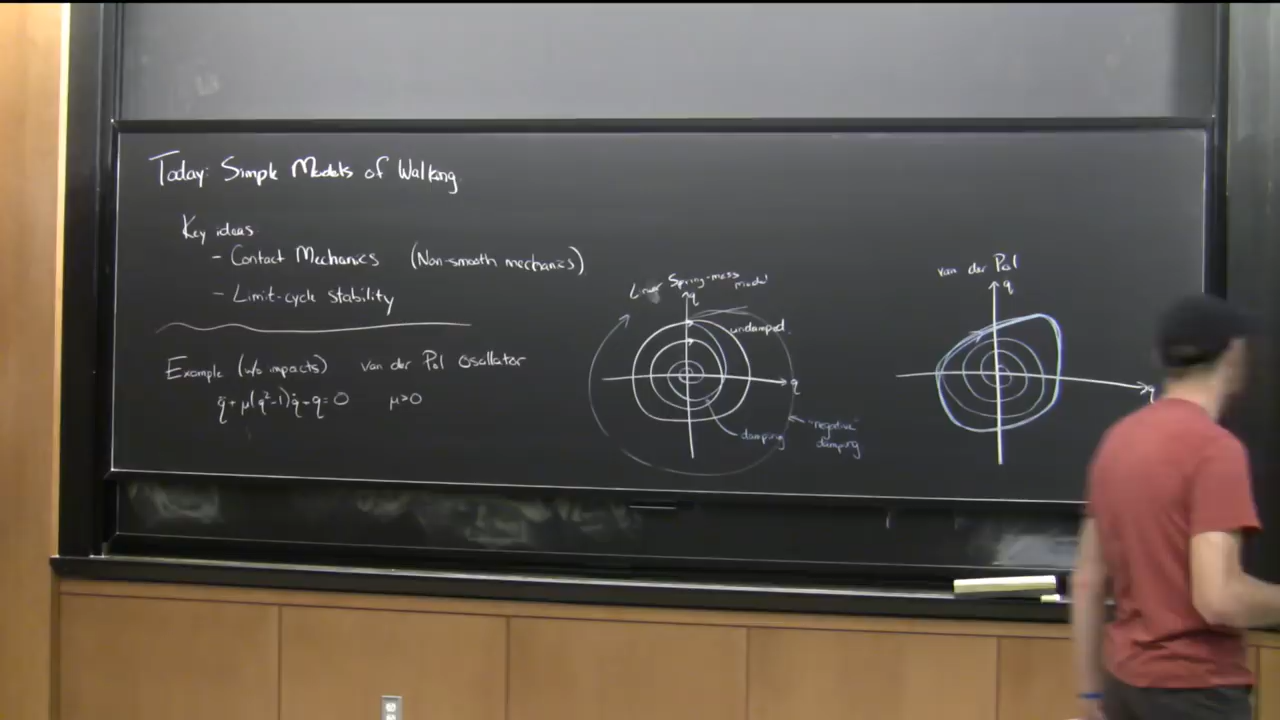 Today: Simple Models of Walking
Key ideas
- Contact Mechanics (Non-smooth mechanics)
- Limit-cycle stability
Example (w/o impacts) van der Pol Oscillator
q̈ + μ(q²-1)q̇ + q = 0 μ>0
Linear Spring-mass model
q̇
undamped
q
damping
"negative" damping
van der Pol
q̇
q